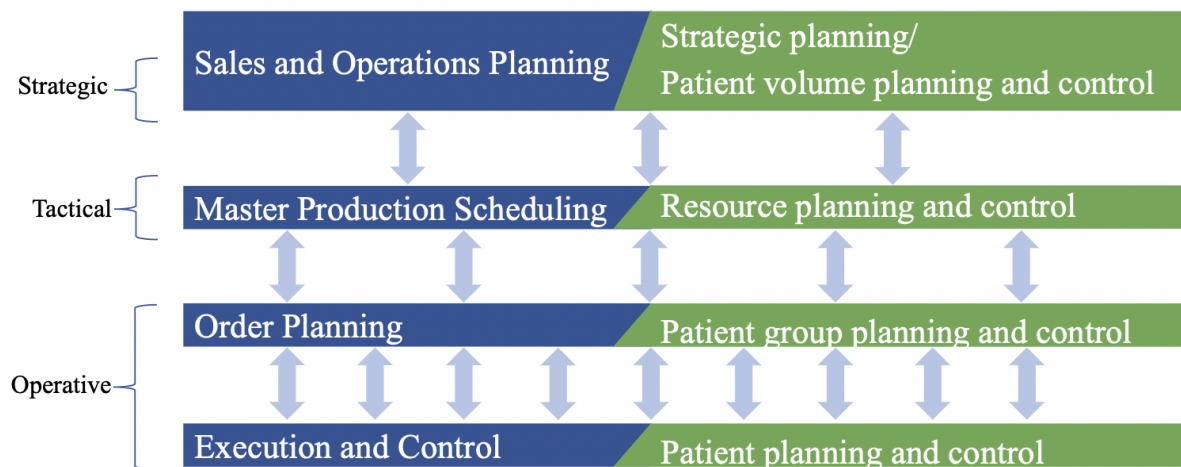 Strategic
Sales and Operations Planning
Strategic planning/
Patient volume planning and control
Tactical
Master Production Scheduling
Resource planning and control
Operative
Order Planning
Patient group planning and control
Execution and Control
Patient planning and control